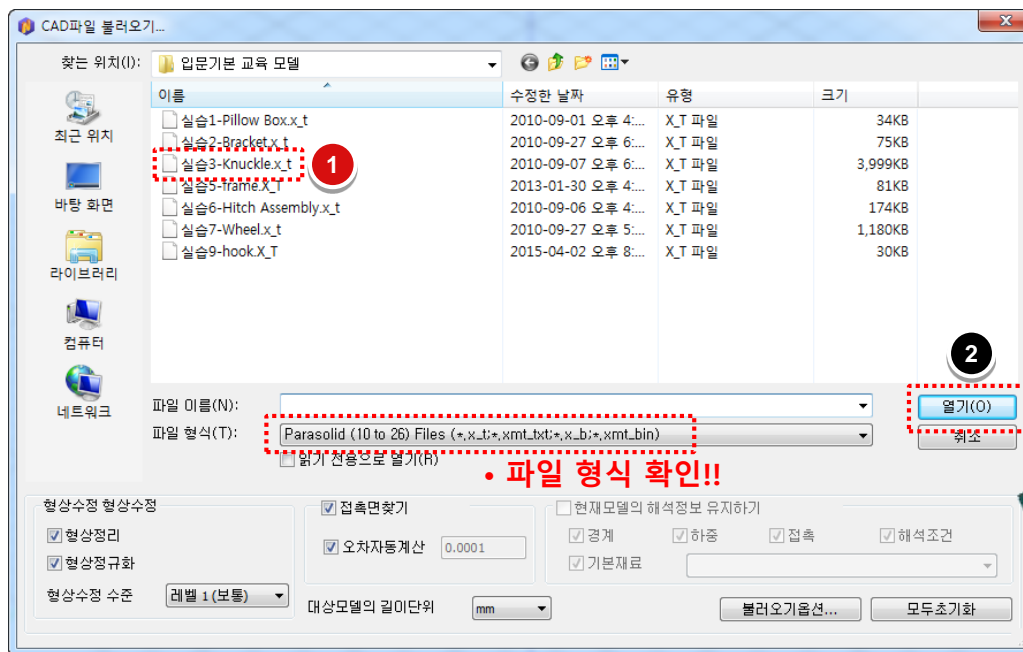 CAD파일 불러오기...
찾는 위치(I): 입문기본 교육 모델
이름 수정한 날짜 유형 크기
실습1-Pillow Box.x_t 2010-09-01 오후 4:... X_T 파일 34KB
실습2-Bracket.x_t 2010-09-27 오후 6:... X_T 파일 75KB
실습3-Knuckle.x_t 2010-09-07 오후 6:... X_T 파일 3,999KB
1
실습5-frame.X_T 2013-01-30 오후 4:... X_T 파일 81KB
실습6-Hitch Assembly.x_t 2010-09-06 오후 4:... X_T 파일 174KB
실습7-Wheel.x_t 2010-09-27 오후 5:... X_T 파일 1,180KB
실습9-hook.X_T 2015-04-02 오후 8:... X_T 파일 30KB
최근 위치
바탕 화면
라이브러리
컴퓨터
네트워크
2
파일 이름(N): 열기(O)
파일 형식(T): Parasolid (10 to 26) Files (*.x_t;*.xmt_txt;*.x_b;*.xmt_bin) 취소
읽기 전용으로 열기(R)
• 파일 형식 확인!!
형상수정 형상수정
형상정리
형상정규화
형상수정 수준 레벨 1 (보통)
접촉면찾기
오차자동계산 0.0001
대상모델의 길이단위 mm
현재모델의 해석정보 유지하기
경계 하중 접촉 해석조건
기본재료
불러오기옵션... 모두초기화